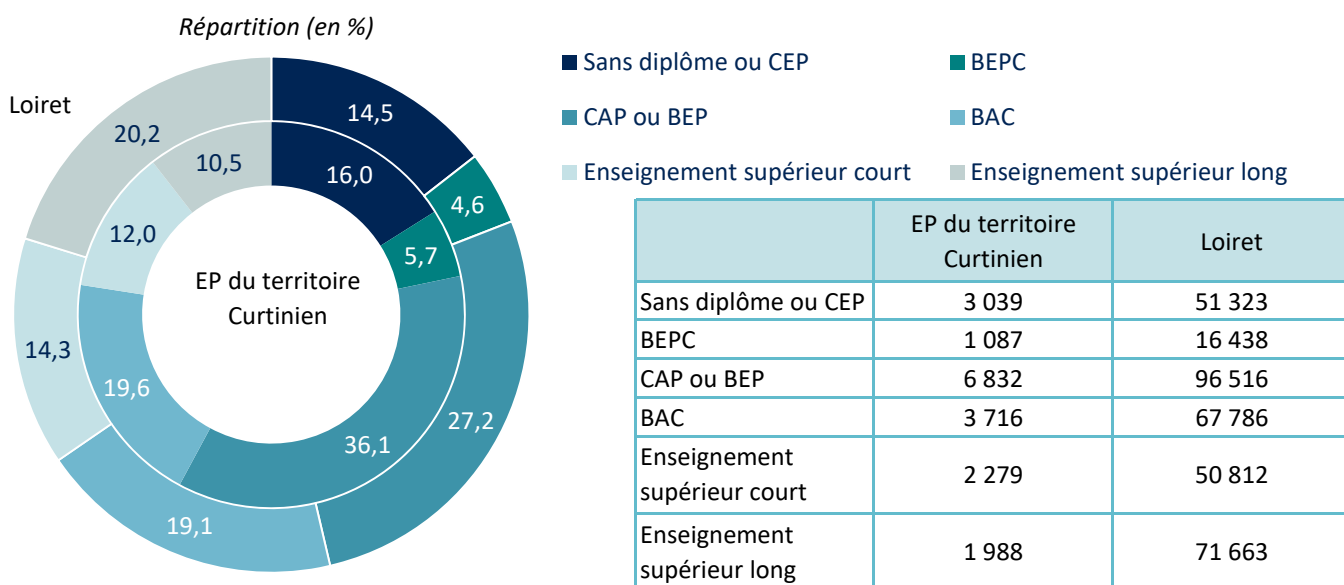 Répartition (en %)
Loiret
14,5
4,6
27,2
19,1
14,3
20,2
16,0
5,7
36,1
19,6
12,0
10,5
EP du territoire
Curtinien
Sans diplôme ou CEP
BEPC
CAP ou BEP
BAC
Enseignement supérieur court
Enseignement supérieur long
EP du territoire
Curtinien
Loiret
Sans diplôme ou CEP 3 039 51 323
BEPC 1 087 16 438
CAP ou BEP 6 832 96 516
BAC 3 716 67 786
Enseignement
supérieur court
2 279 50 812
Enseignement
supérieur long
1 988 71 663